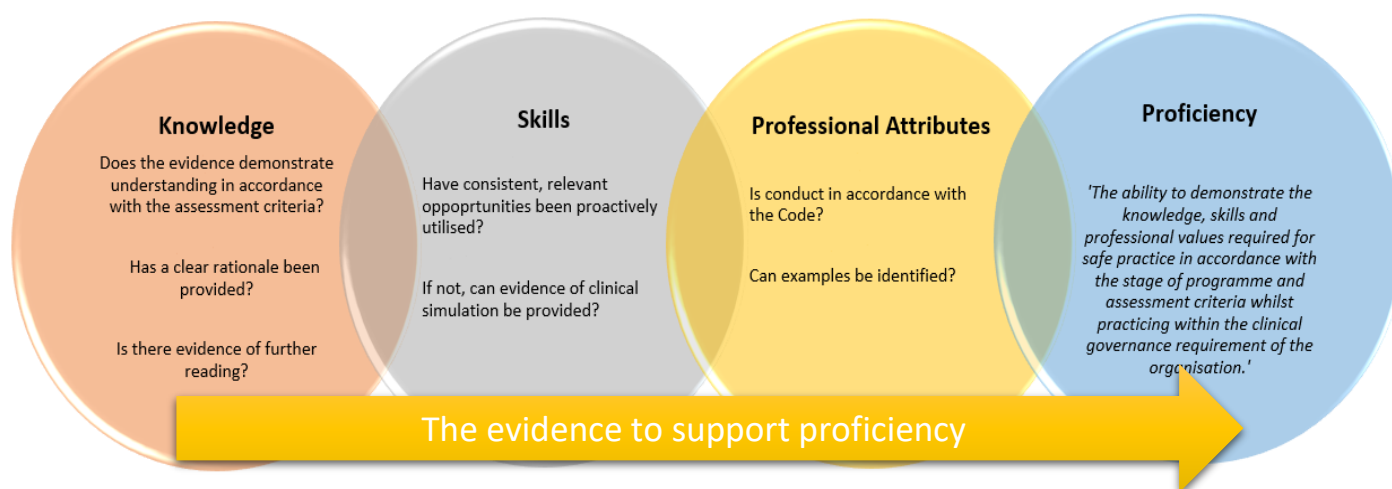 Knowledge
Does the evidence demonstrate
understanding in accordance
with the assessment criteria?
Has a clear rationale been
provided?
Is there evidence of further
reading?
Skills
Have consistent, relevant
oppoprtunities been proactively
utilised?
If not, can evidence of clinical
simulation be provided?
Professional Attributes
Is conduct in accordance with
the Code?
Can examples be identified?
Proficiency
'The ability to demonstrate the
knowledge, skills and
professional values required for
safe practice in accordance with
the stage of programme and
assessment criteria whilst
practicing within the clinical
governance requirement of the
organisation.'
The evidence to support proficiency